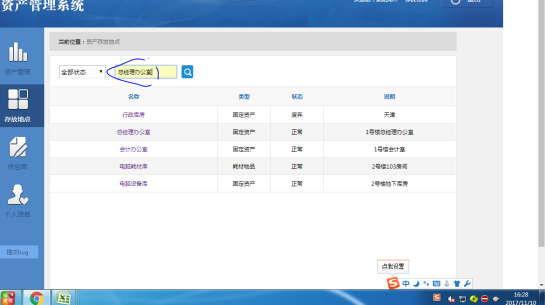 资产管理系统
当前位置：资产存放地点
全部状态 总经理办公室
资产管理
名称 类型 状态 说明
行政库房 固定资产 废弃 天津
存放地点
总经理办公室 固定资产 正常 1号楼总经理办公室
会计办公室 固定资产 正常 1号楼会计室
电脑耗材库 耗材物品 正常 2号楼103房间
供应商
电脑设备库 固定资产 正常 2号楼地下库房
个人信息
提交bug
点我设置
中
16:28
2017/11/10